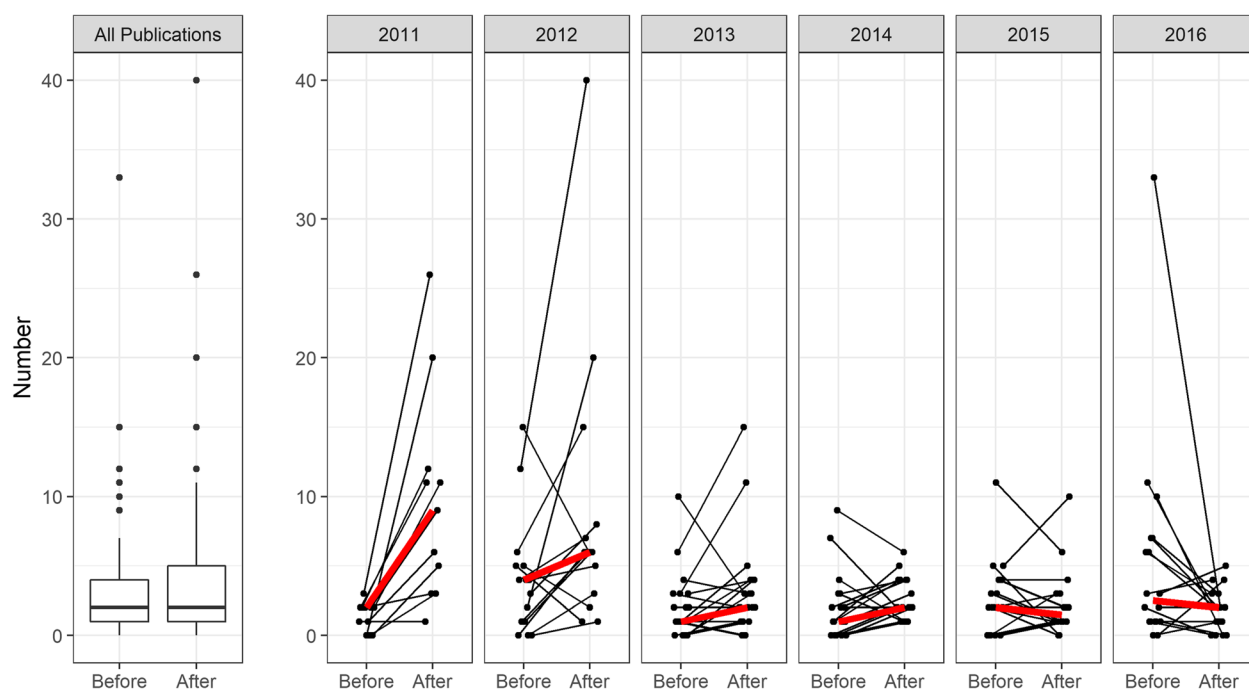 All Publications 2011 2012 2013 2014 2015 2016
40 40
30 30
20 20
10 10
0 0
Number
Before After Before After Before After Before After Before After Before After Before After